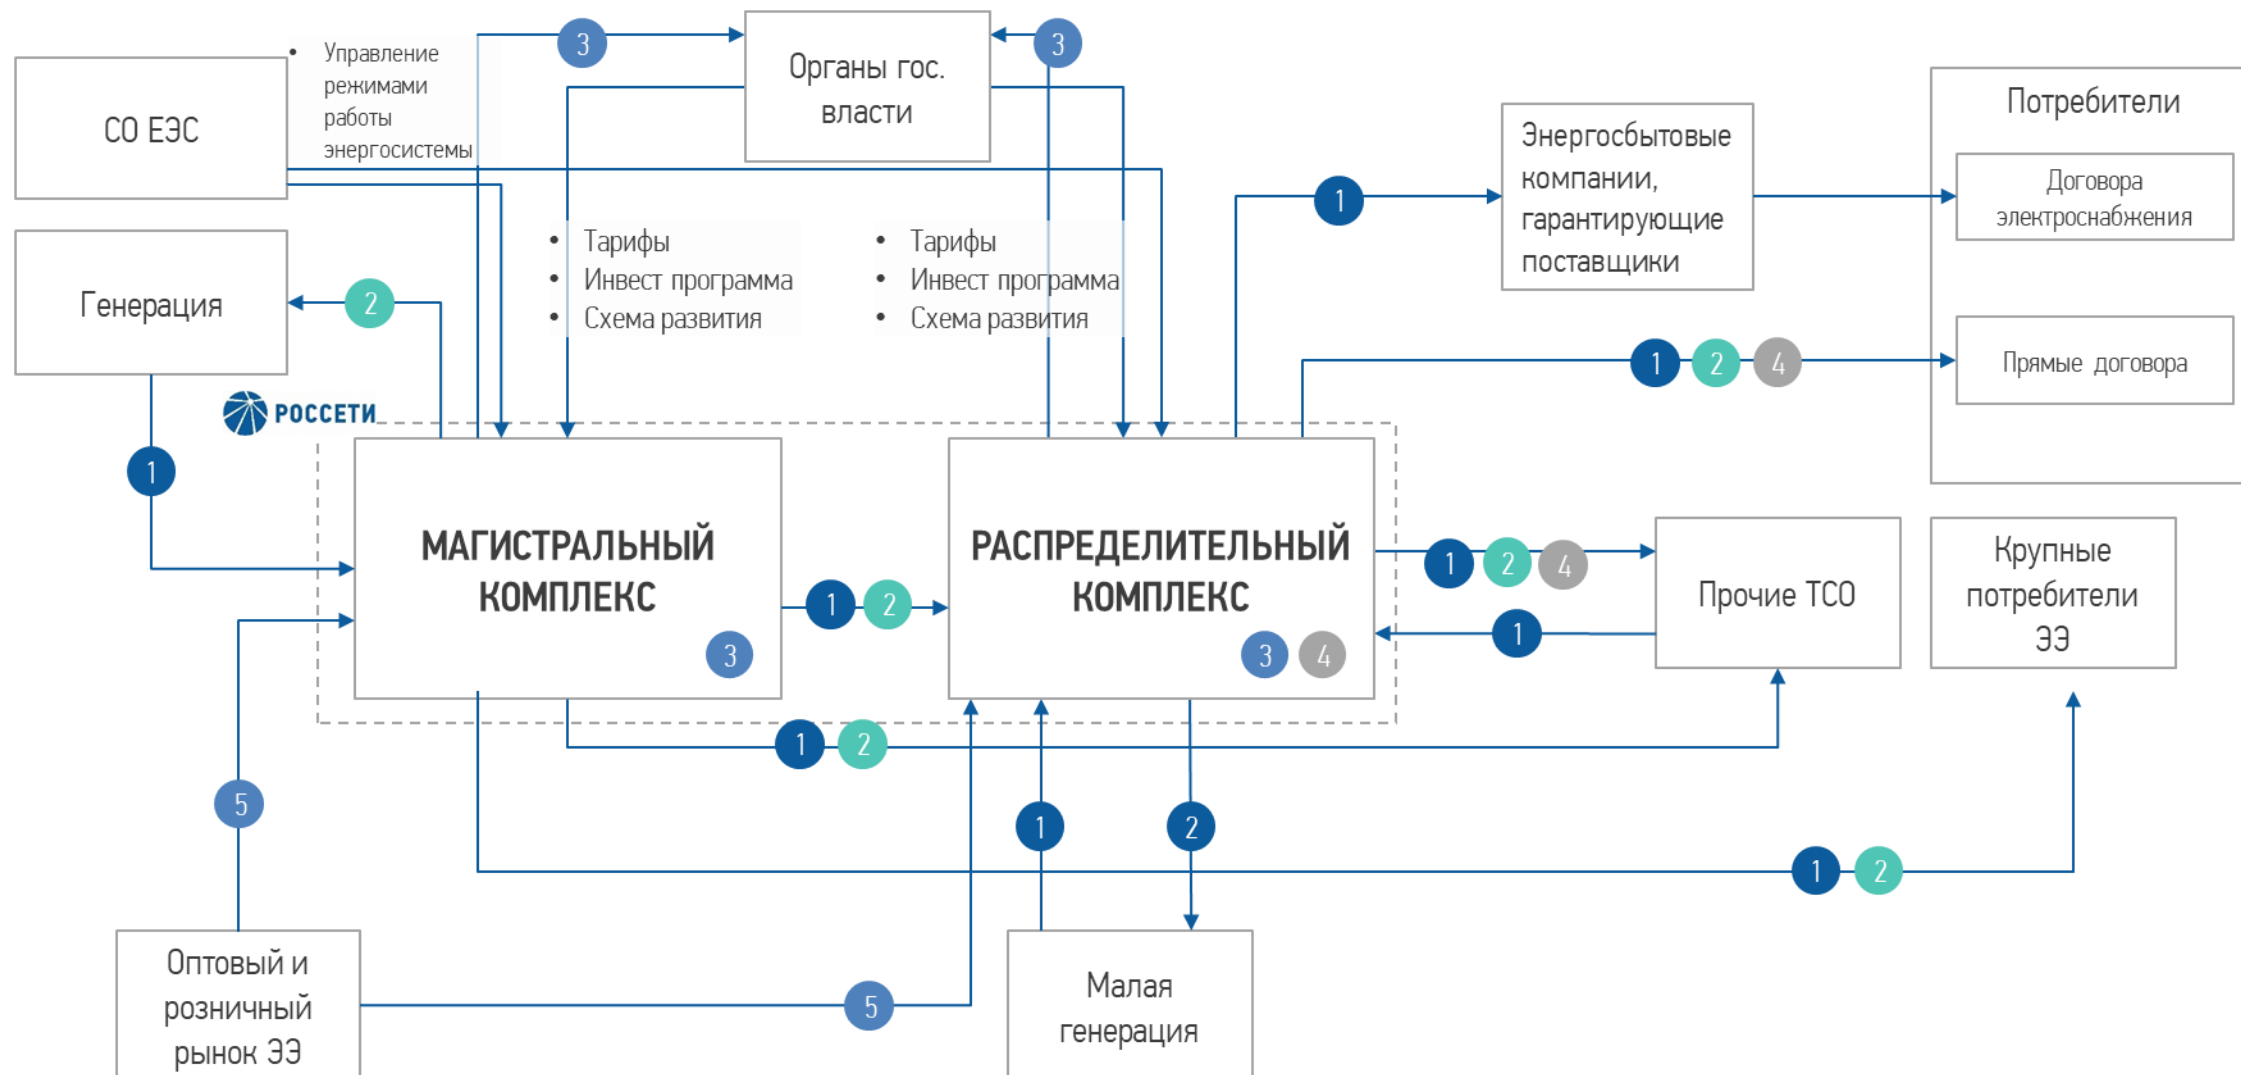 3
3
• Управление
режимами
работы
энергосистемы
СО ЕЭС
Органы гос.
власти
Потребители
Энергосбытовые
компании,
гарантирующие
поставщики
Договора
электроснабжения
1
• Тарифы
• Инвест программа
• Схема развития
• Тарифы
• Инвест программа
• Схема развития
Генерация
2
1
2
4
Прямые договора
РОССЕТИ
1
МАГИСТРАЛЬНЫЙ
КОМПЛЕКС
3
1
2
РАСПРЕДЕЛИТЕЛЬНЫЙ
КОМПЛЕКС
3
4
1
2
4
1
Прочие ТСО
Крупные
потребители
ЭЭ
1
2
5
1
2
1
2
5
Оптовый и
розничный
рынок ЭЭ
Малая
генерация